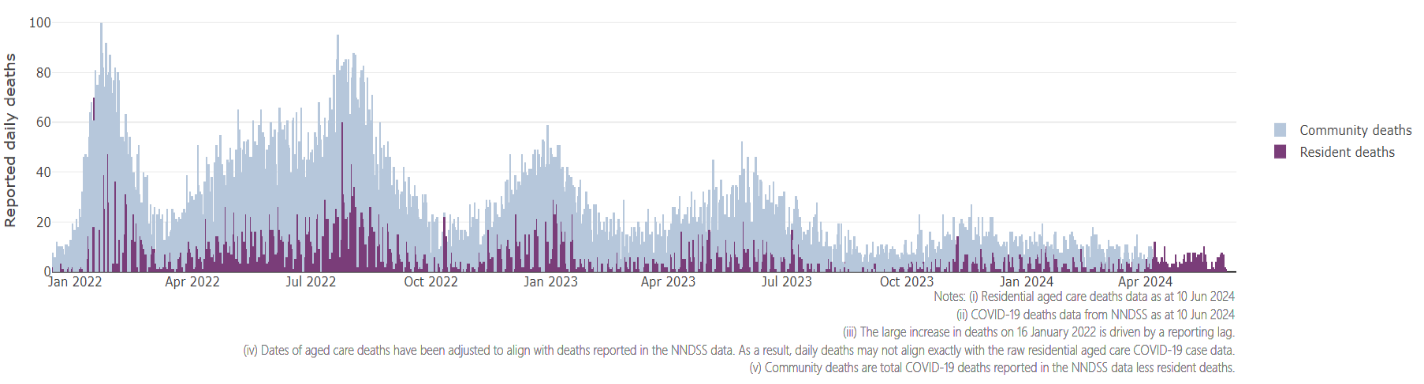 Reported daily deaths
100
80
60
40
20
0
Jan 2022 Apr 2022 Jul 2022 Oct 2022 Jan 2023 Apr 2023 Jul 2023 Oct 2023 Jan 2024 Apr 2024
Community deaths
Resident deaths
Notes: (i) Residential aged care deaths data as at 10 Jun 2024
(ii) COVID-19 deaths data from NNDSS as at 10 Jun 2024
(iii) The large increase in deaths on 16 January 2022 is driven by a reporting lag.
(iv) Dates of aged care deaths have been adjusted to align with deaths reported in the NNDSS data. As a result, daily deaths may not align exactly with the raw residential aged care COVID-19 case data.
(v) Community deaths are total COVID-19 deaths reported in the NNDSS data less resident deaths.